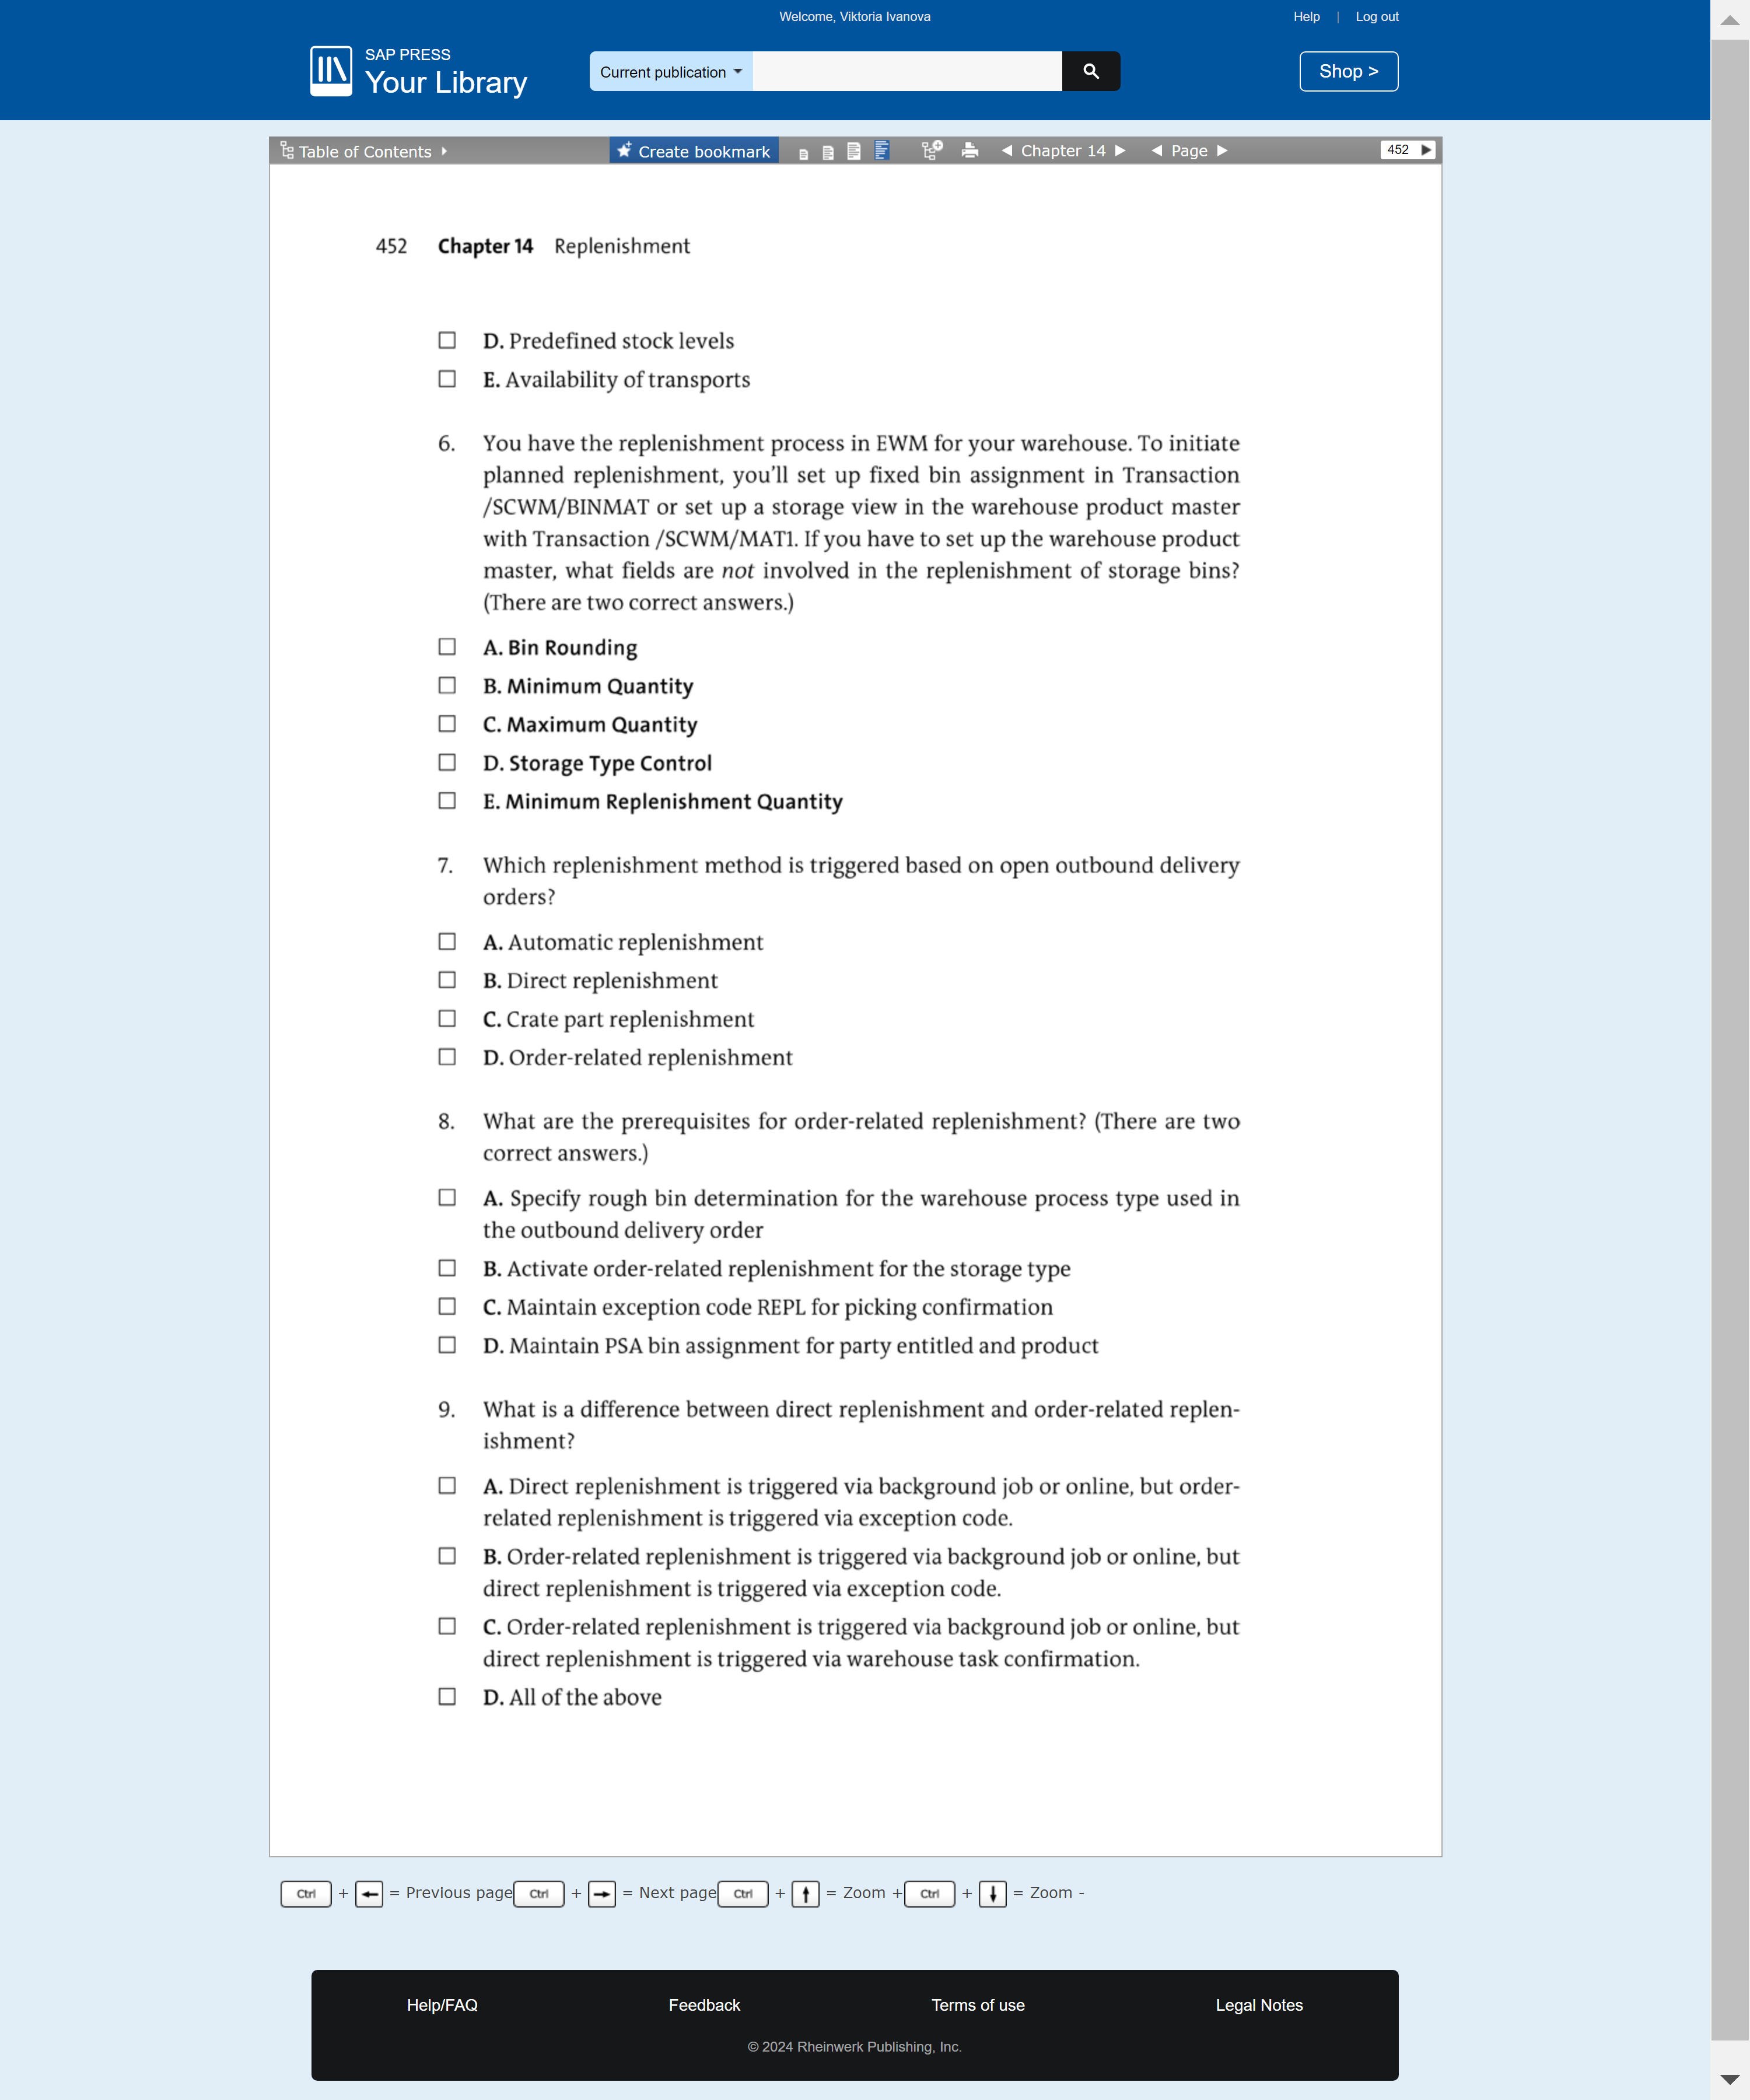 Welcome, Viktoria Ivanova
Help | Log out
SAP PRESS
Your Library
Current publication
Shop >
Table of Contents
Create bookmark
Chapter 14
Page
452
452 Chapter 14 Replenishment
D. Predefined stock levels
E. Availability of transports
6. You have the replenishment process in EWM for your warehouse. To initiate
planned replenishment, you'll set up fixed bin assignment in Transaction
/SCWM/BINMAT or set up a storage view in the warehouse product master
with Transaction /SCWM/MAT1. If you have to set up the warehouse product
master, what fields are not involved in the replenishment of storage bins?
(There are two correct answers.)
A. Bin Rounding
B. Minimum Quantity
C. Maximum Quantity
D. Storage Type Control
E. Minimum Replenishment Quantity
7. Which replenishment method is triggered based on open outbound delivery
orders?
A. Automatic replenishment
B. Direct replenishment
C. Crate part replenishment
D. Order-related replenishment
8. What are the prerequisites for order-related replenishment? (There are two
correct answers.)
A. Specify rough bin determination for the warehouse process type used in
the outbound delivery order
B. Activate order-related replenishment for the storage type
C. Maintain exception code REPL for picking confirmation
D. Maintain PSA bin assignment for party entitled and product
9. What is a difference between direct replenishment and order-related replen-
ishment?
A. Direct replenishment is triggered via background job or online, but order-
related replenishment is triggered via exception code.
B. Order-related replenishment is triggered via background job or online, but
direct replenishment is triggered via exception code.
C. Order-related replenishment is triggered via background job or online, but
direct replenishment is triggered via warehouse task confirmation.
D. All of the above
Ctrl + ← = Previous page Ctrl + → = Next page Ctrl + ↑ = Zoom + Ctrl + ↓ = Zoom -
Help/FAQ Feedback Terms of use Legal Notes
© 2024 Rheinwerk Publishing, Inc.